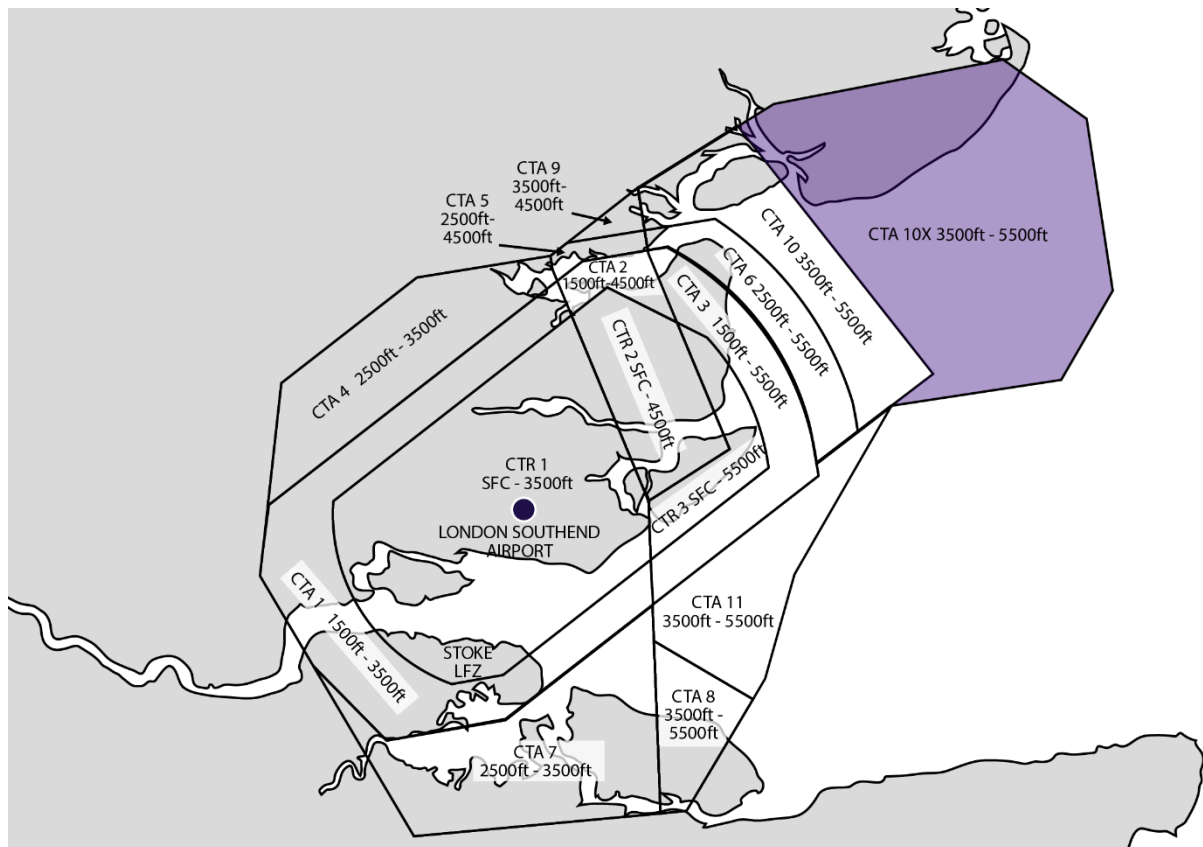 CTA 9
3500ft-
4500ft
CTA 5
2500ft-
4500ft
CTA 10X 3500ft - 5500ft
CTA 10 3500ft - 5500ft
CTA 6 2500ft - 5500ft
CTA 2
1500ft-4500ft
CTA 3 1500ft - 5500ft
CTA 4 2500ft - 3500ft
CTR 2 SFC - 4500ft
CTR 1
SFC - 3500ft
CTR 3 SFC - 5500ft
LONDON SOUTHEND
AIRPORT
CTA 1 1500ft - 3500ft
CTA 11
3500ft - 5500ft
STOKE
LFZ
CTA 8
3500ft -
5500ft
CTA 7
2500ft - 3500ft